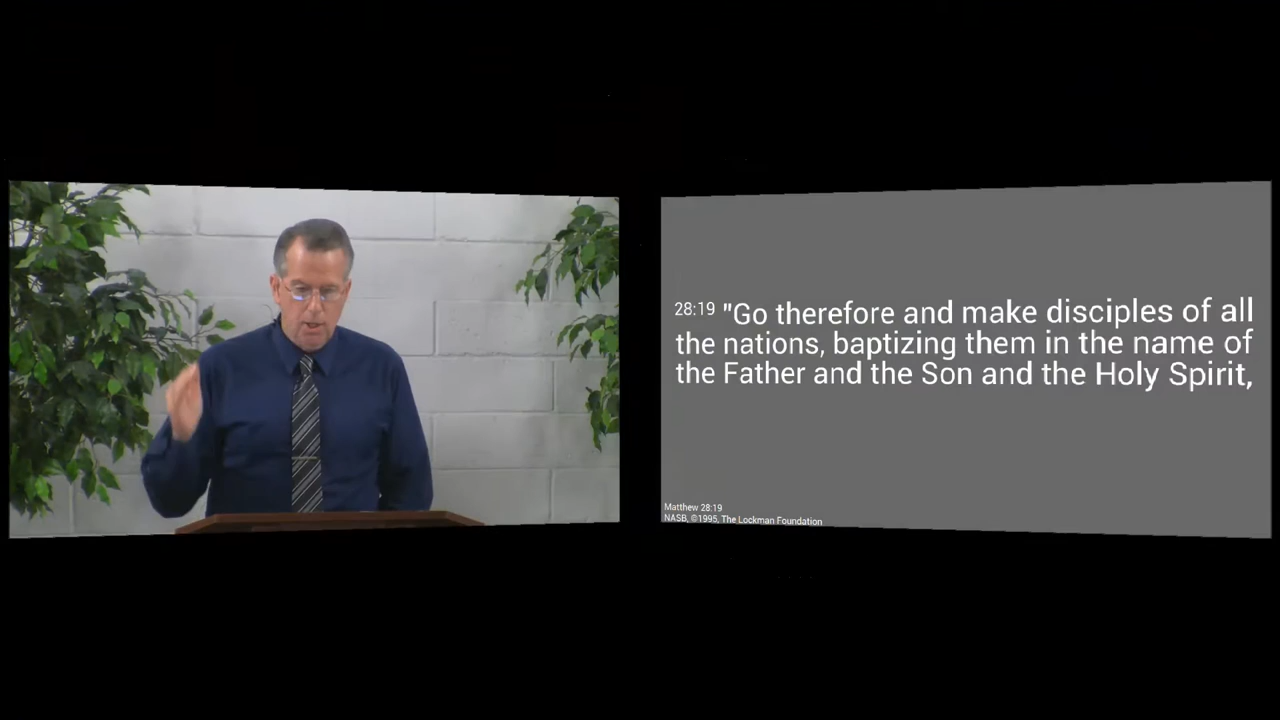 28:19 "Go therefore and make disciples of all
the nations, baptizing them in the name of
the Father and the Son and the Holy Spirit,
Matthew 28:19
NASB, ©1995, The Lockman Foundation